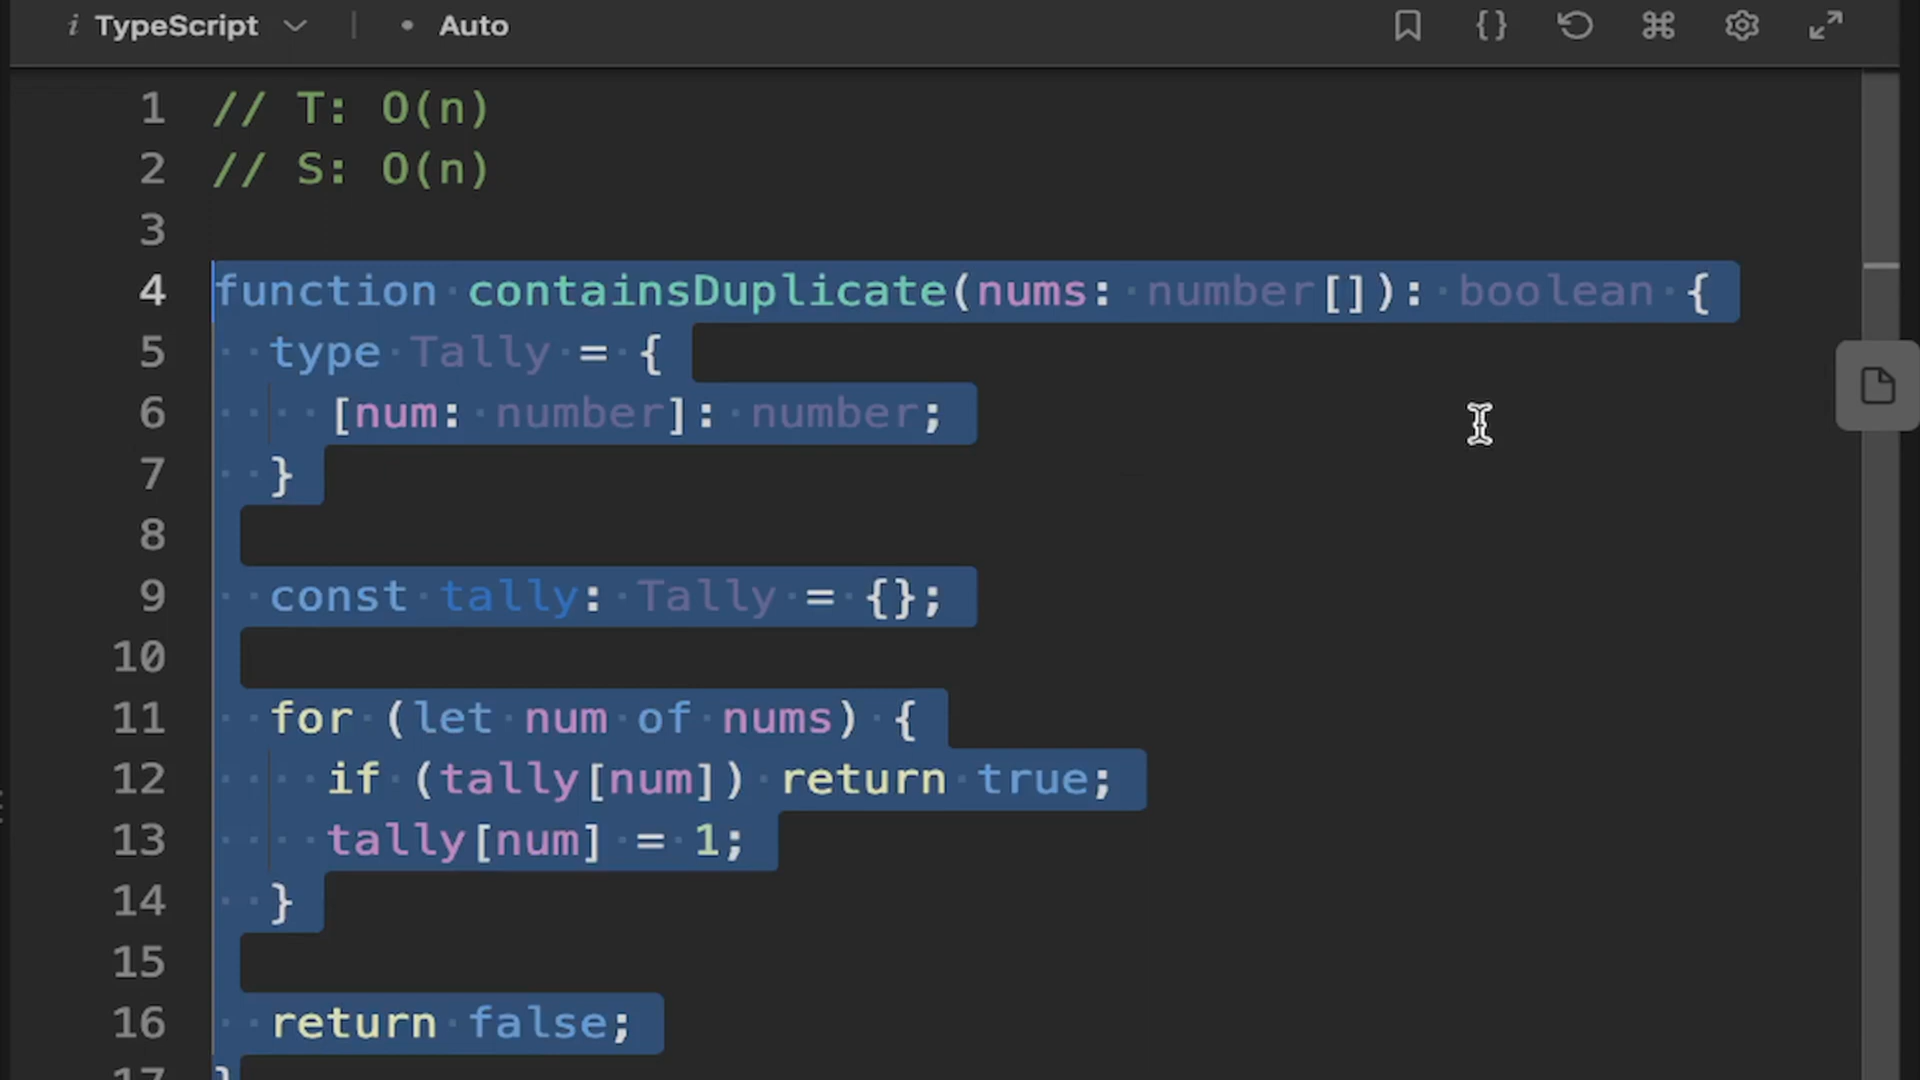 i TypeScript | • Auto {}
1 // T: O(n)
2 // S: O(n)
3
4 function containsDuplicate(nums: number[]): boolean {
5   type Tally = {
6     [num: number]: number;
7   }
8
9   const tally: Tally = {};
10
11   for (let num of nums) {
12     if (tally[num]) return true;
13     tally[num] = 1;
14   }
15
16   return false;
17 }